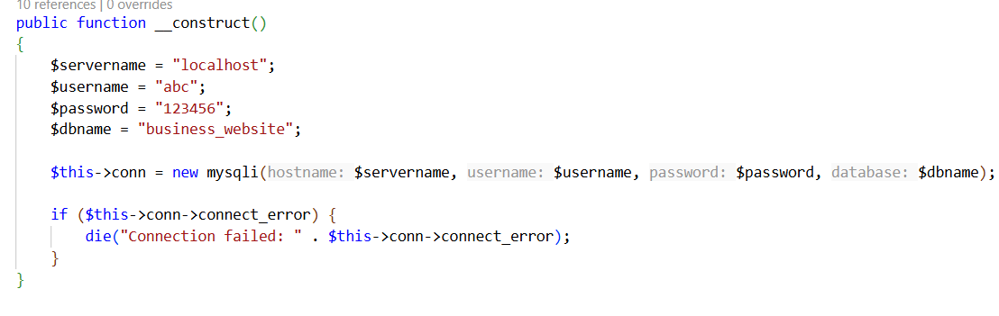 10 references | 0 overrides
public function __construct()
{
    $servername = "localhost";
    $username = "abc";
    $password = "123456";
    $dbname = "business_website";
    $this->conn = new mysqli(hostname: $servername, username: $username, password: $password, database: $dbname);
    if ($this->conn->connect_error) {
        die("Connection failed: " . $this->conn->connect_error);
    }
}